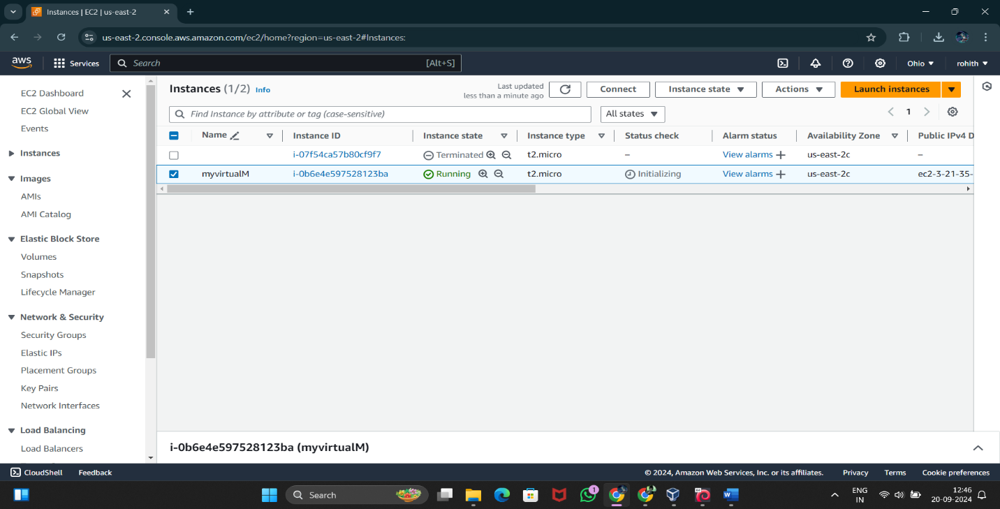 Instances | EC2 | us-east-2
us-east-2.console.aws.amazon.com/ec2/home?region=us-east-2#Instances:
aws
Services
Search
[Alt+S]
Ohio
rohith
EC2 Dashboard
EC2 Global View
Events
Instances
Images
AMIs
AMI Catalog
Elastic Block Store
Volumes
Snapshots
Lifecycle Manager
Network & Security
Security Groups
Elastic IPs
Placement Groups
Key Pairs
Network Interfaces
Load Balancing
Load Balancers
Instances (1/2) Info
Last updated
less than a minute ago
Connect
Instance state
Actions
Launch instances
Find Instance by attribute or tag (case-sensitive)
All states
1
Name Instance ID Instance state Instance type Status check Alarm status Availability Zone Public IPv4 D
i-07f54ca57b80cf9f7 Terminated t2.micro – View alarms + us-east-2c –
myvirtualM i-0b6e4e597528123ba Running t2.micro Initializing View alarms + us-east-2c ec2-3-21-35-
i-0b6e4e597528123ba (myvirtualM)
CloudShell Feedback
© 2024, Amazon Web Services, Inc. or its affiliates. Privacy Terms Cookie preferences
Search
1
ENG
IN
12:46
20-09-2024